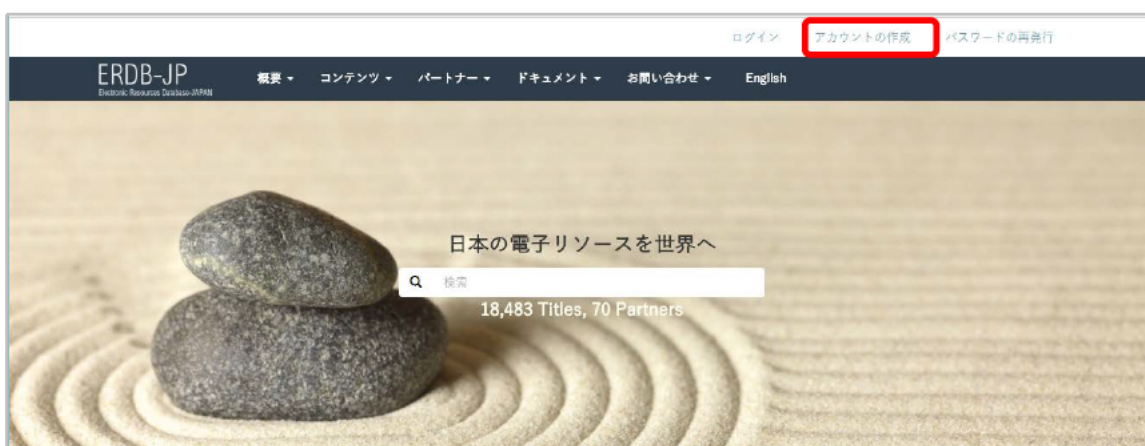 ログイン アカウントの作成 パスワードの再発行
ERDB-JP
Electronic Resources Database-JAPAN
概要 コンテンツ パートナー ドキュメント お問い合わせ English
日本の電子リソースを世界へ
検索
18,483 Titles, 70 Partners